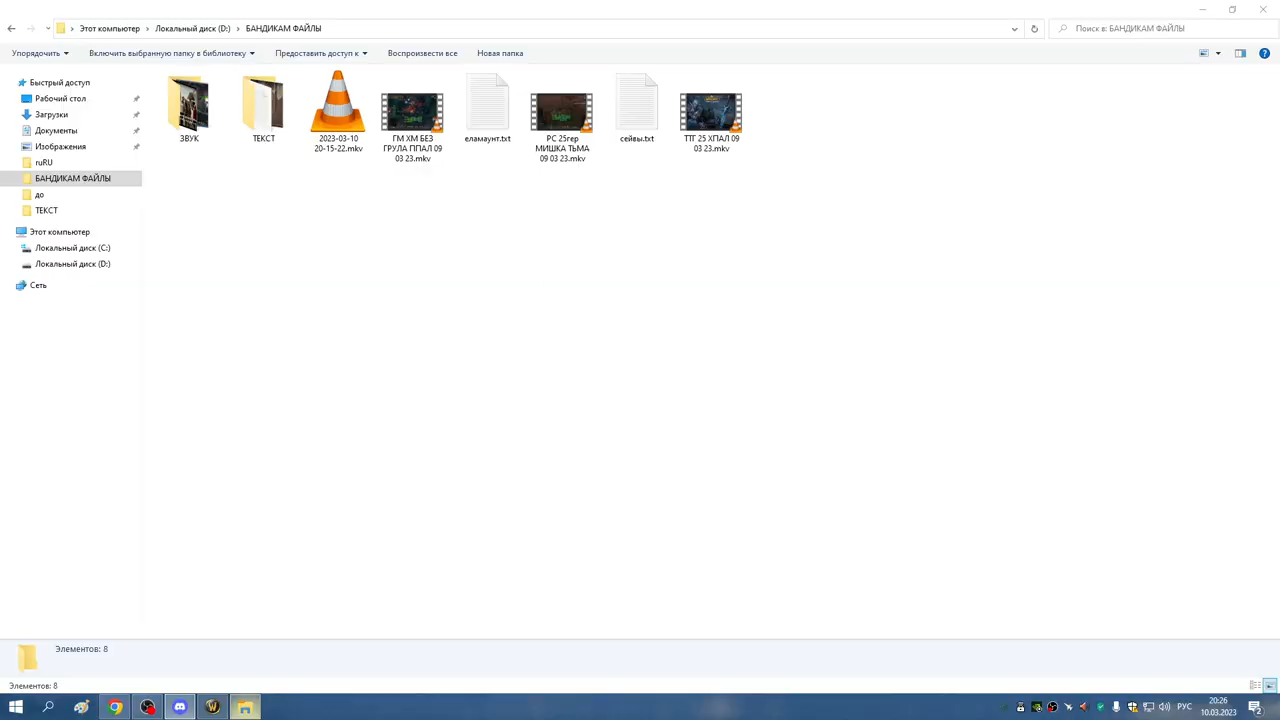 Этот компьютер > Локальный диск (D:) > БАНДИКАМ ФАЙЛЫ
Поиск в: БАНДИКАМ ФАЙЛЫ
Упорядочить
Включить выбранную папку в библиотеку
Предоставить доступ к
Воспроизвести все
Новая папка
Быстрый доступ
Рабочий стол
Загрузки
Документы
Изображения
ruRU
БАНДИКАМ ФАЙЛЫ
до
ТЕКСТ
Этот компьютер
Локальный диск (C:)
Локальный диск (D:)
Сеть
ЗВУК
ТЕКСТ
2023-03-10
20-15-22.mkv
ГМ ХМ БЕЗ
ГРУЛА ППАЛ 09
03 23.mkv
еламаунт.txt
РС 25гер
МИШКА ТЬМА
09 03 23.mkv
сейвы.txt
ТТГ 25 ХПАЛ 09
03 23.mkv
Элементов: 8
Элементов: 8
РУС
20:26
10.03.2023
2